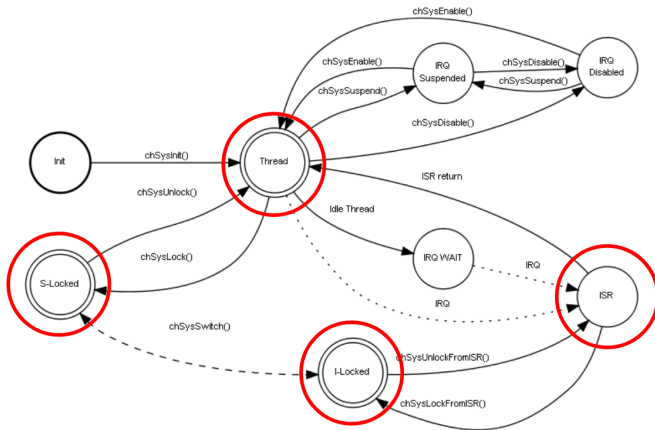 chSysEnable()
chSysEnable()
IRQ
Suspended
chSysDisable()
IRQ
Disabled
chSysSuspend()
chSysSuspend()
chSysDisable()
Init
chSysInit()
Thread
ISR return
chSysUnlock()
Idle Thread
chSysLock()
IRQ WAIT
IRQ
S-Locked
IRQ
ISR
chSysSwitch()
chSysUnlockFromISR()
I-Locked
chSysLockFromISR()